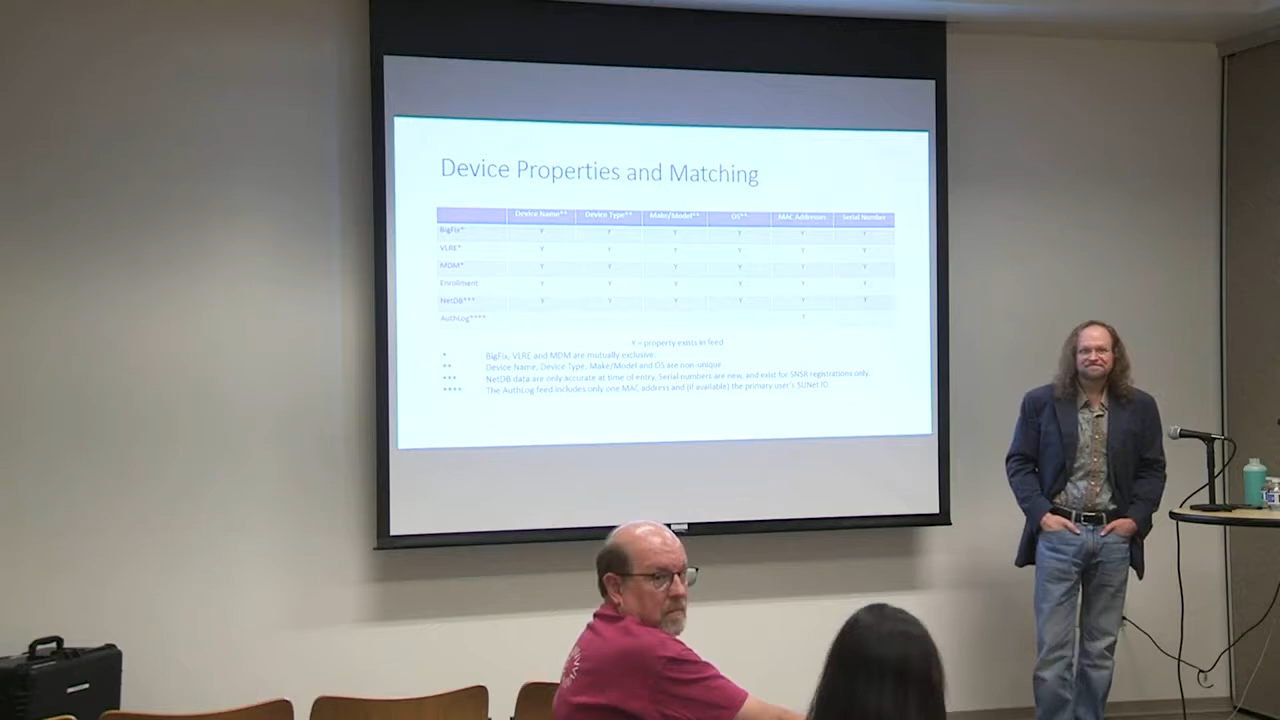 Device Properties and Matching
Device Name** Device Type** Make/Model** OS** MAC Addresses Serial Number
BigFix* Y Y Y Y Y Y
VLRE* Y Y Y Y Y Y
MDM* Y Y Y Y Y Y
Enrollment Y Y Y Y Y Y
NetDB*** Y Y Y Y Y Y
AuthLog**** Y
Y = property exists in feed
* BigFix, VLRE and MDM are mutually exclusive.
** Device Name, Device Type, Make/Model and OS are non-unique.
*** NetDB data are only accurate at time of entry. Serial numbers are new, and exist for SNSR registrations only.
**** The AuthLog feed includes only one MAC address and (if available) the primary user's SUNet ID.